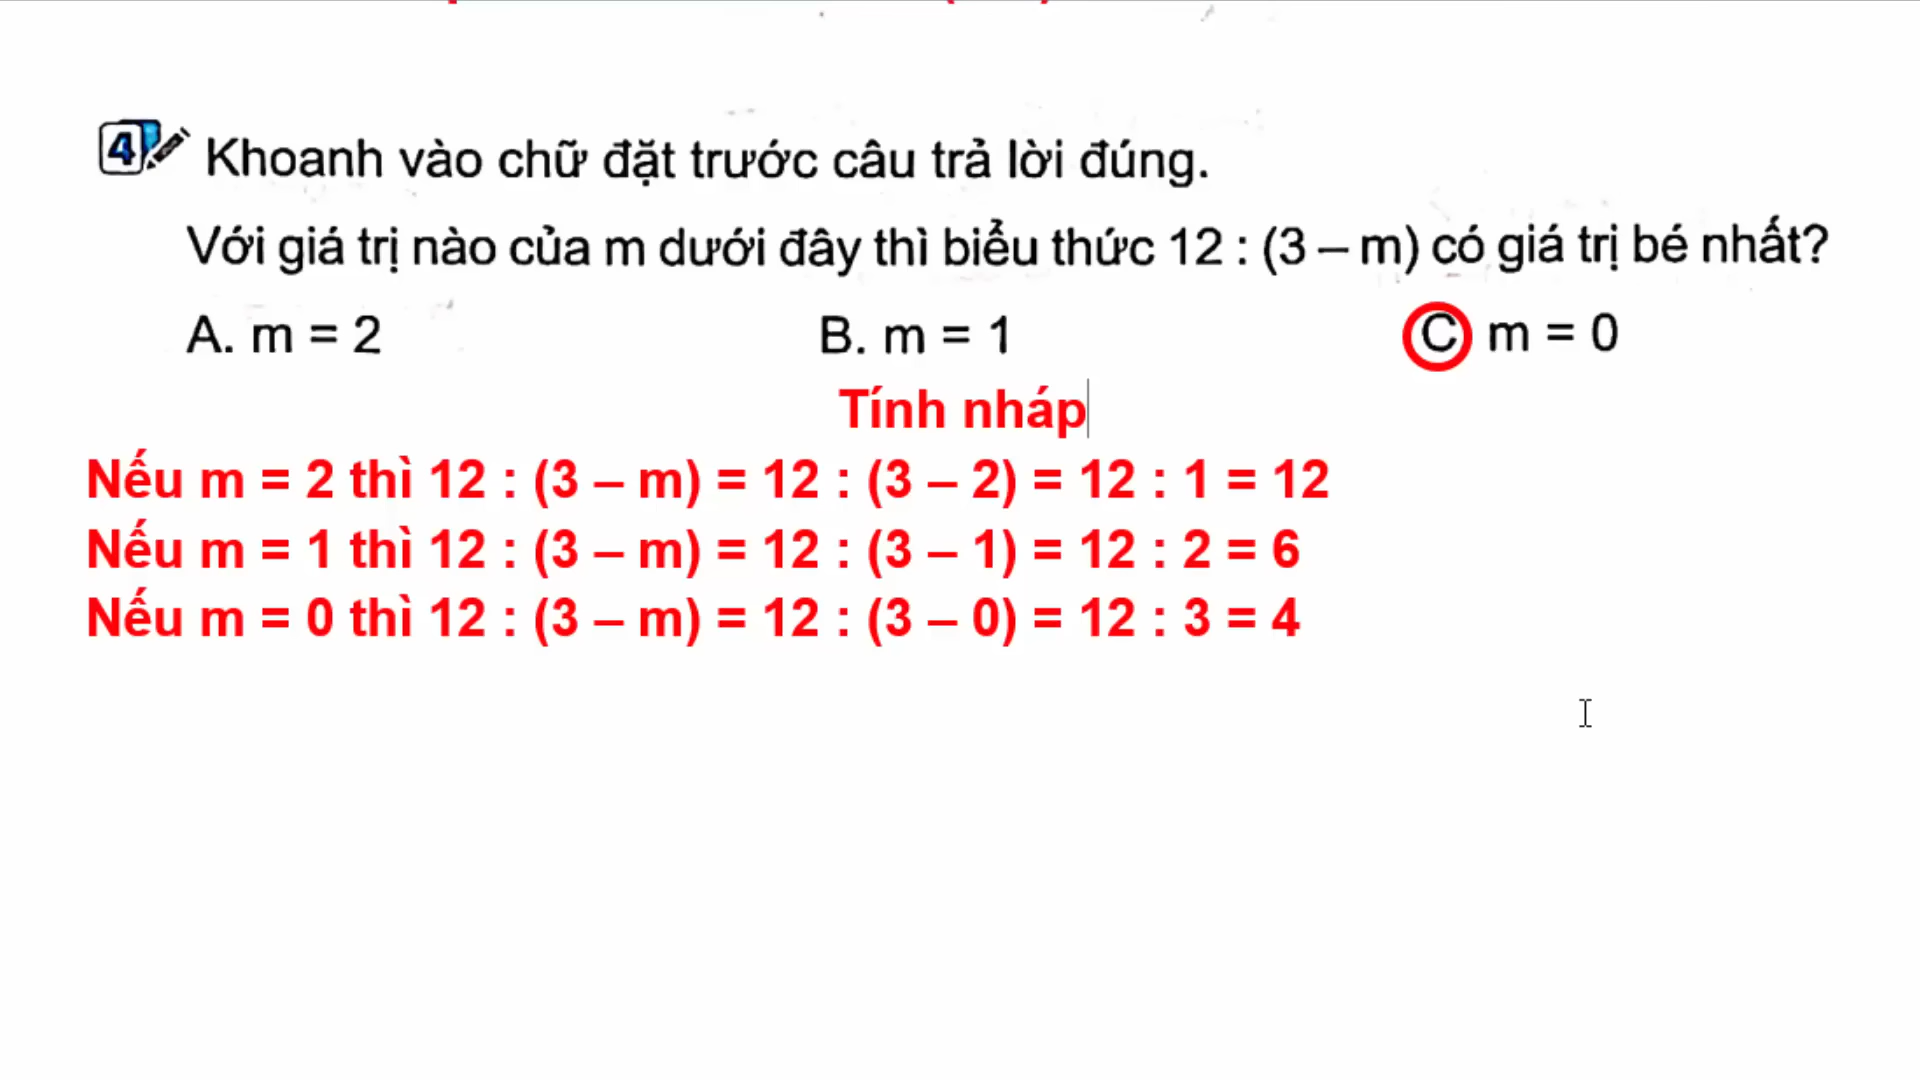 4 Khoanh vào chữ đặt trước câu trả lời đúng.
Với giá trị nào của m dưới đây thì biểu thức 12 : (3 – m) có giá trị bé nhất?
A. m = 2 B. m = 1 C m = 0
Tính nháp
Nếu m = 2 thì 12 : (3 – m) = 12 : (3 – 2) = 12 : 1 = 12
Nếu m = 1 thì 12 : (3 – m) = 12 : (3 – 1) = 12 : 2 = 6
Nếu m = 0 thì 12 : (3 – m) = 12 : (3 – 0) = 12 : 3 = 4